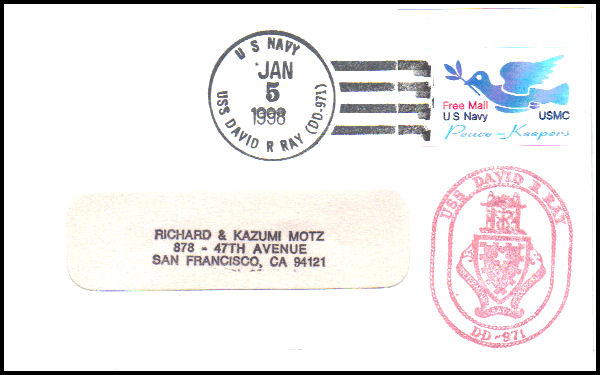 U S NAVY
JAN
5
1998
USS DAVID R RAY (DD-971)
Free Mail
U S Navy USMC
Peace - Keepers
RICHARD & KAZUMI MOTZ
878 - 47TH AVENUE
SAN FRANCISCO, CA 94121
USS DAVID R RAY
DD-971